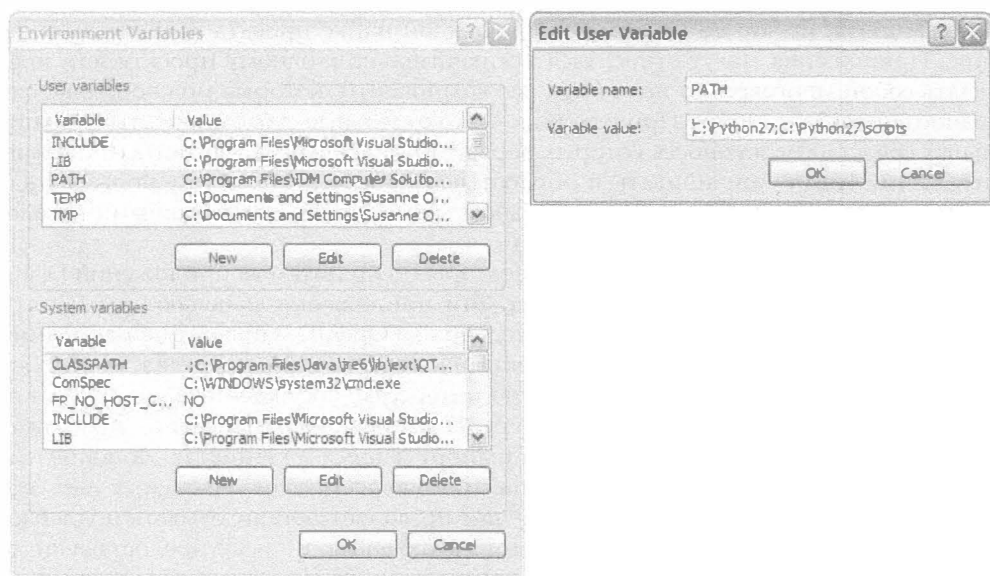 Environment Variables
User variables
Variable Value
INCLUDE C:\Program Files\Microsoft Visual Studio...
LIB C:\Program Files\Microsoft Visual Studio...
PATH C:\Program Files\IDM Computer Solutio...
TEMP C:\Documents and Settings\Susanne O...
TMP C:\Documents and Settings\Susanne O...
New Edit Delete
System variables
Variable Value
CLASSPATH .;C:\Program Files\Java\jre6\lib\ext\QT...
ComSpec C:\WINDOWS\system32\cmd.exe
FP_NO_HOST_C... NO
INCLUDE C:\Program Files\Microsoft Visual Studio...
LIB C:\Program Files\Microsoft Visual Studio...
New Edit Delete
OK Cancel
Edit User Variable
Variable name: PATH
Variable value: C:\Python27;C:\Python27\scripts
OK Cancel